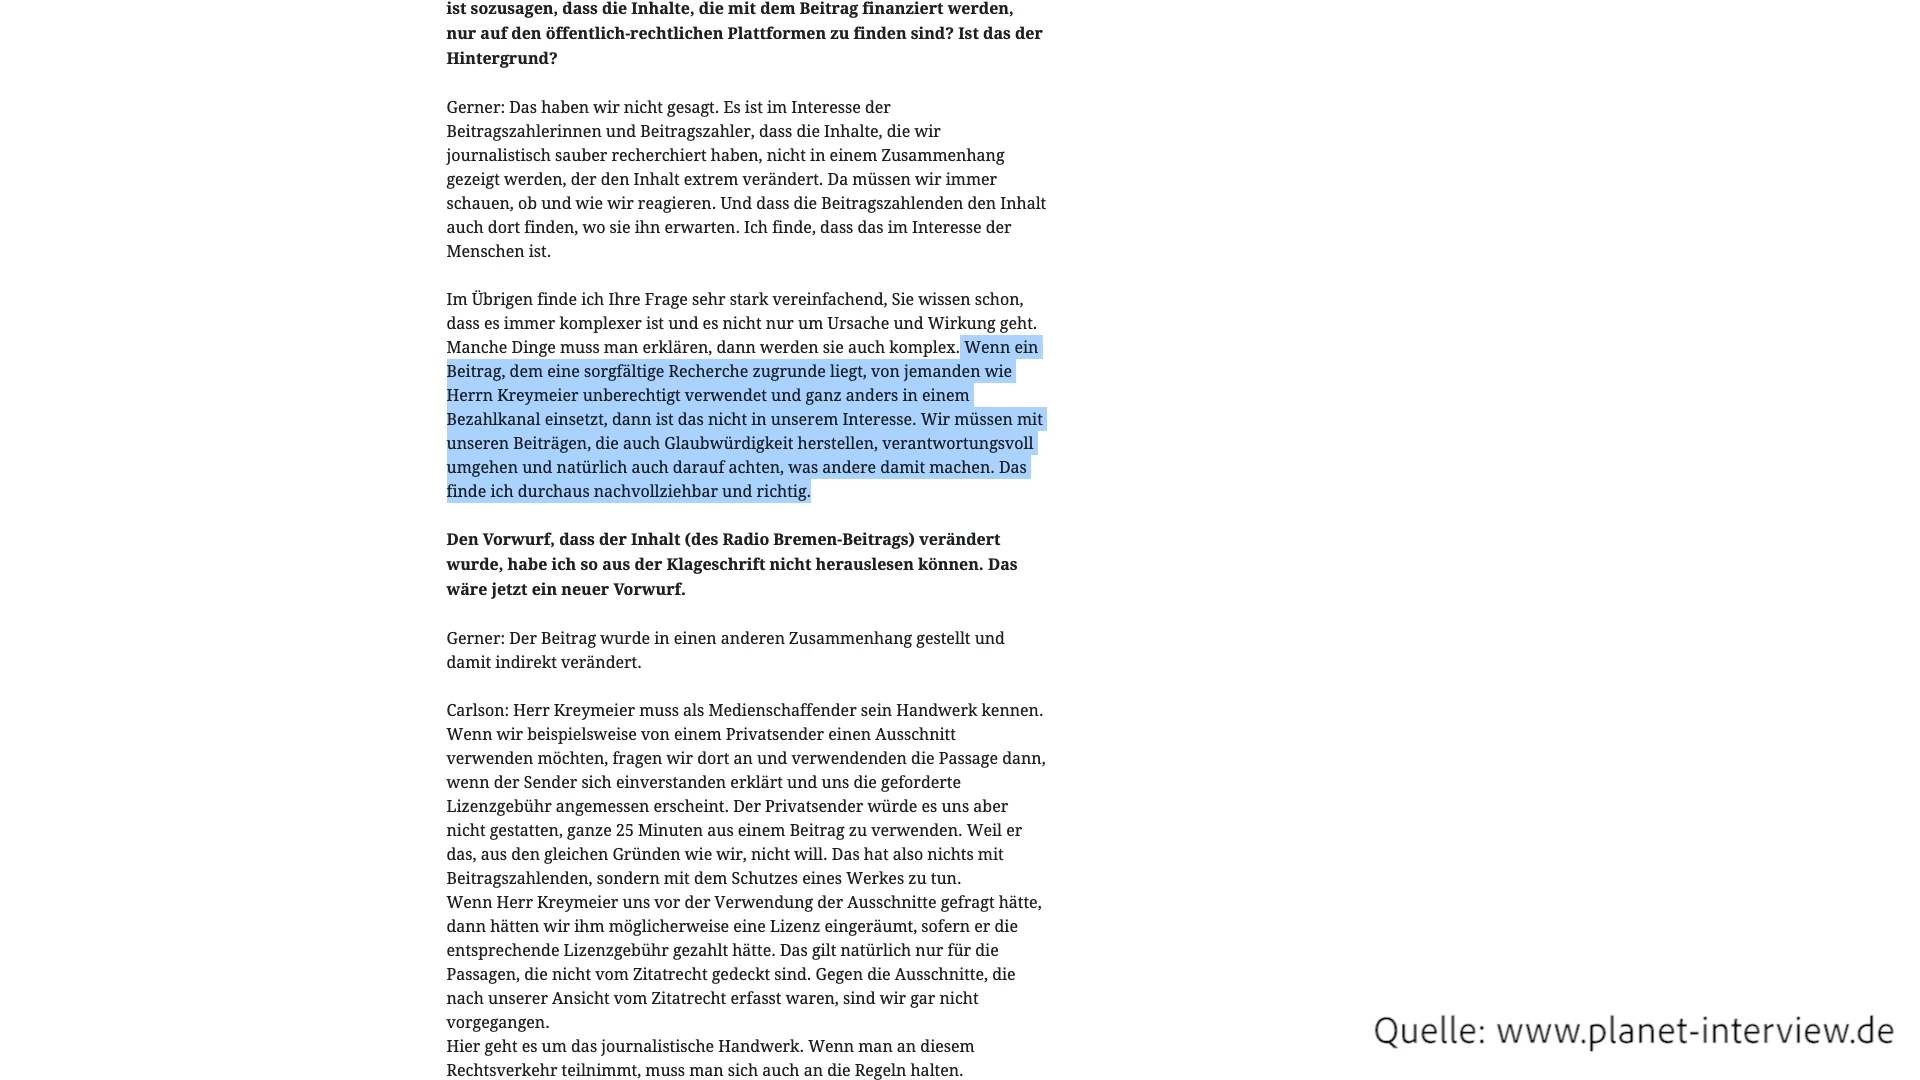 ist sozusagen, dass die Inhalte, die mit dem Beitrag finanziert werden,
nur auf den öffentlich-rechtlichen Plattformen zu finden sind? Ist das der
Hintergrund?
Gerner: Das haben wir nicht gesagt. Es ist im Interesse der
Beitragszahlerinnen und Beitragszahler, dass die Inhalte, die wir
journalistisch sauber recherchiert haben, nicht in einem Zusammenhang
gezeigt werden, der den Inhalt extrem verändert. Da müssen wir immer
schauen, ob und wie wir reagieren. Und dass die Beitragszahlenden den Inhalt
auch dort finden, wo sie ihn erwarten. Ich finde, dass das im Interesse der
Menschen ist.
Im Übrigen finde ich Ihre Frage sehr stark vereinfachend, Sie wissen schon,
dass es immer komplexer ist und es nicht nur um Ursache und Wirkung geht.
Manche Dinge muss man erklären, dann werden sie auch komplex. Wenn ein
Beitrag, dem eine sorgfältige Recherche zugrunde liegt, von jemanden wie
Herrn Kreymeier unberechtigt verwendet und ganz anders in einem
Bezahlkanal einsetzt, dann ist das nicht in unserem Interesse. Wir müssen mit
unseren Beiträgen, die auch Glaubwürdigkeit herstellen, verantwortungsvoll
umgehen und natürlich auch darauf achten, was andere damit machen. Das
finde ich durchaus nachvollziehbar und richtig.
Den Vorwurf, dass der Inhalt (des Radio Bremen-Beitrags) verändert
wurde, habe ich so aus der Klageschrift nicht herauslesen können. Das
wäre jetzt ein neuer Vorwurf.
Gerner: Der Beitrag wurde in einen anderen Zusammenhang gestellt und
damit indirekt verändert.
Carlson: Herr Kreymeier muss als Medienschaffender sein Handwerk kennen.
Wenn wir beispielsweise von einem Privatsender einen Ausschnitt
verwenden möchten, fragen wir dort an und verwendenden die Passage dann,
wenn der Sender sich einverstanden erklärt und uns die geforderte
Lizenzgebühr angemessen erscheint. Der Privatsender würde es uns aber
nicht gestatten, ganze 25 Minuten aus einem Beitrag zu verwenden. Weil er
das, aus den gleichen Gründen wie wir, nicht will. Das hat also nichts mit
Beitragszahlenden, sondern mit dem Schutzes eines Werkes zu tun.
Wenn Herr Kreymeier uns vor der Verwendung der Ausschnitte gefragt hätte,
dann hätten wir ihm möglicherweise eine Lizenz eingeräumt, sofern er die
entsprechende Lizenzgebühr gezahlt hätte. Das gilt natürlich nur für die
Passagen, die nicht vom Zitatrecht gedeckt sind. Gegen die Ausschnitte, die
nach unserer Ansicht vom Zitatrecht erfasst waren, sind wir gar nicht
vorgegangen.
Hier geht es um das journalistische Handwerk. Wenn man an diesem
Rechtsverkehr teilnimmt, muss man sich auch an die Regeln halten.
Quelle: www.planet-interview.de